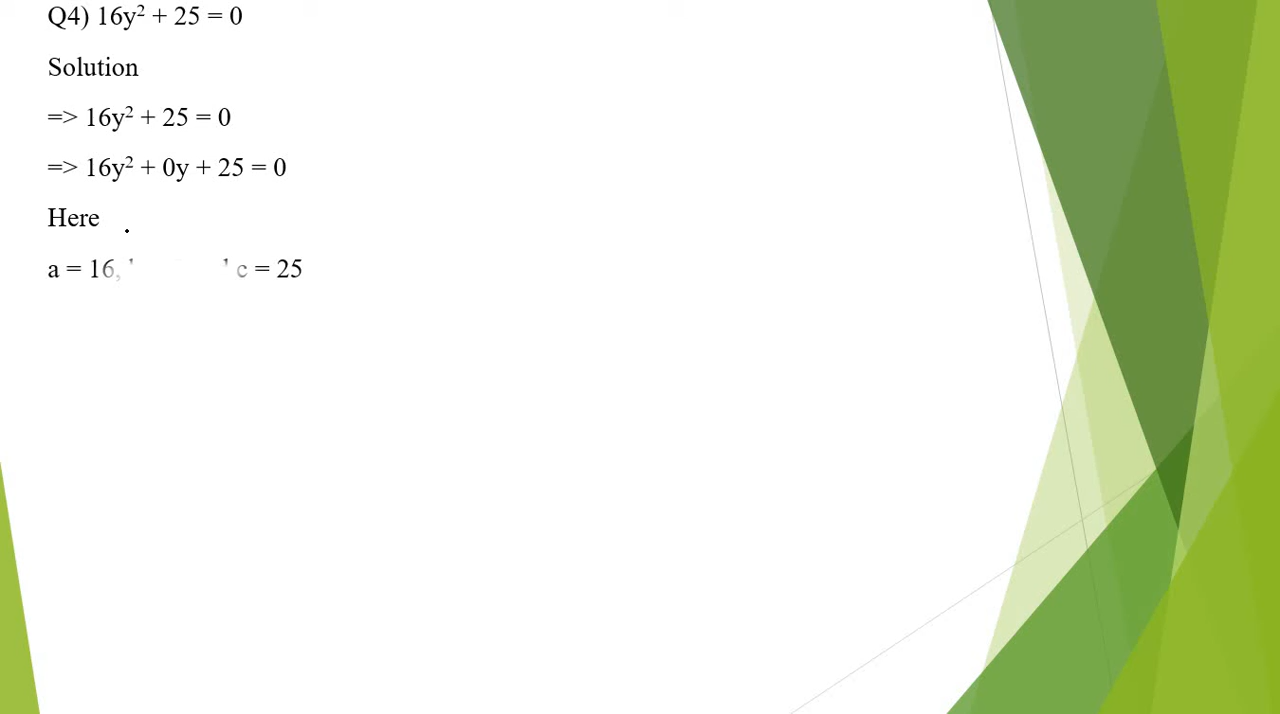 Q4) 16y² + 25 = 0
Solution
=> 16y² + 25 = 0
=> 16y² + 0y + 25 = 0
Here
a = 16, c = 25